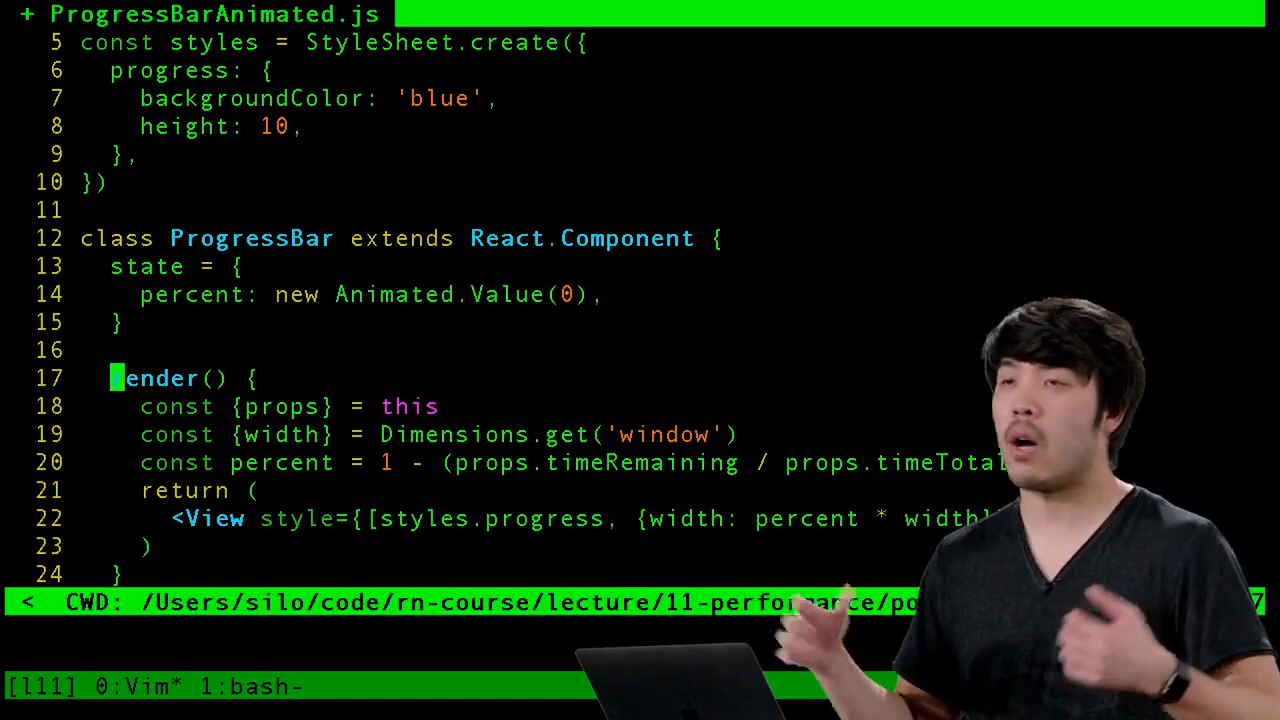 + ProgressBarAnimated.js
5 const styles = StyleSheet.create({
6 progress: {
7 backgroundColor: 'blue',
8 height: 10,
9 },
10 })
11
12 class ProgressBar extends React.Component {
13 state = {
14 percent: new Animated.Value(0),
15 }
16
17 render() {
18 const {props} = this
19 const {width} = Dimensions.get('window')
20 const percent = 1 - (props.timeRemaining / props.timeTotal
21 return (
22 <View style={[styles.progress, {width: percent * width}
23 )
24 }
< CWD: /Users/silo/code/rn-course/lecture/11-performance/po 7
[l11] 0:Vim* 1:bash-